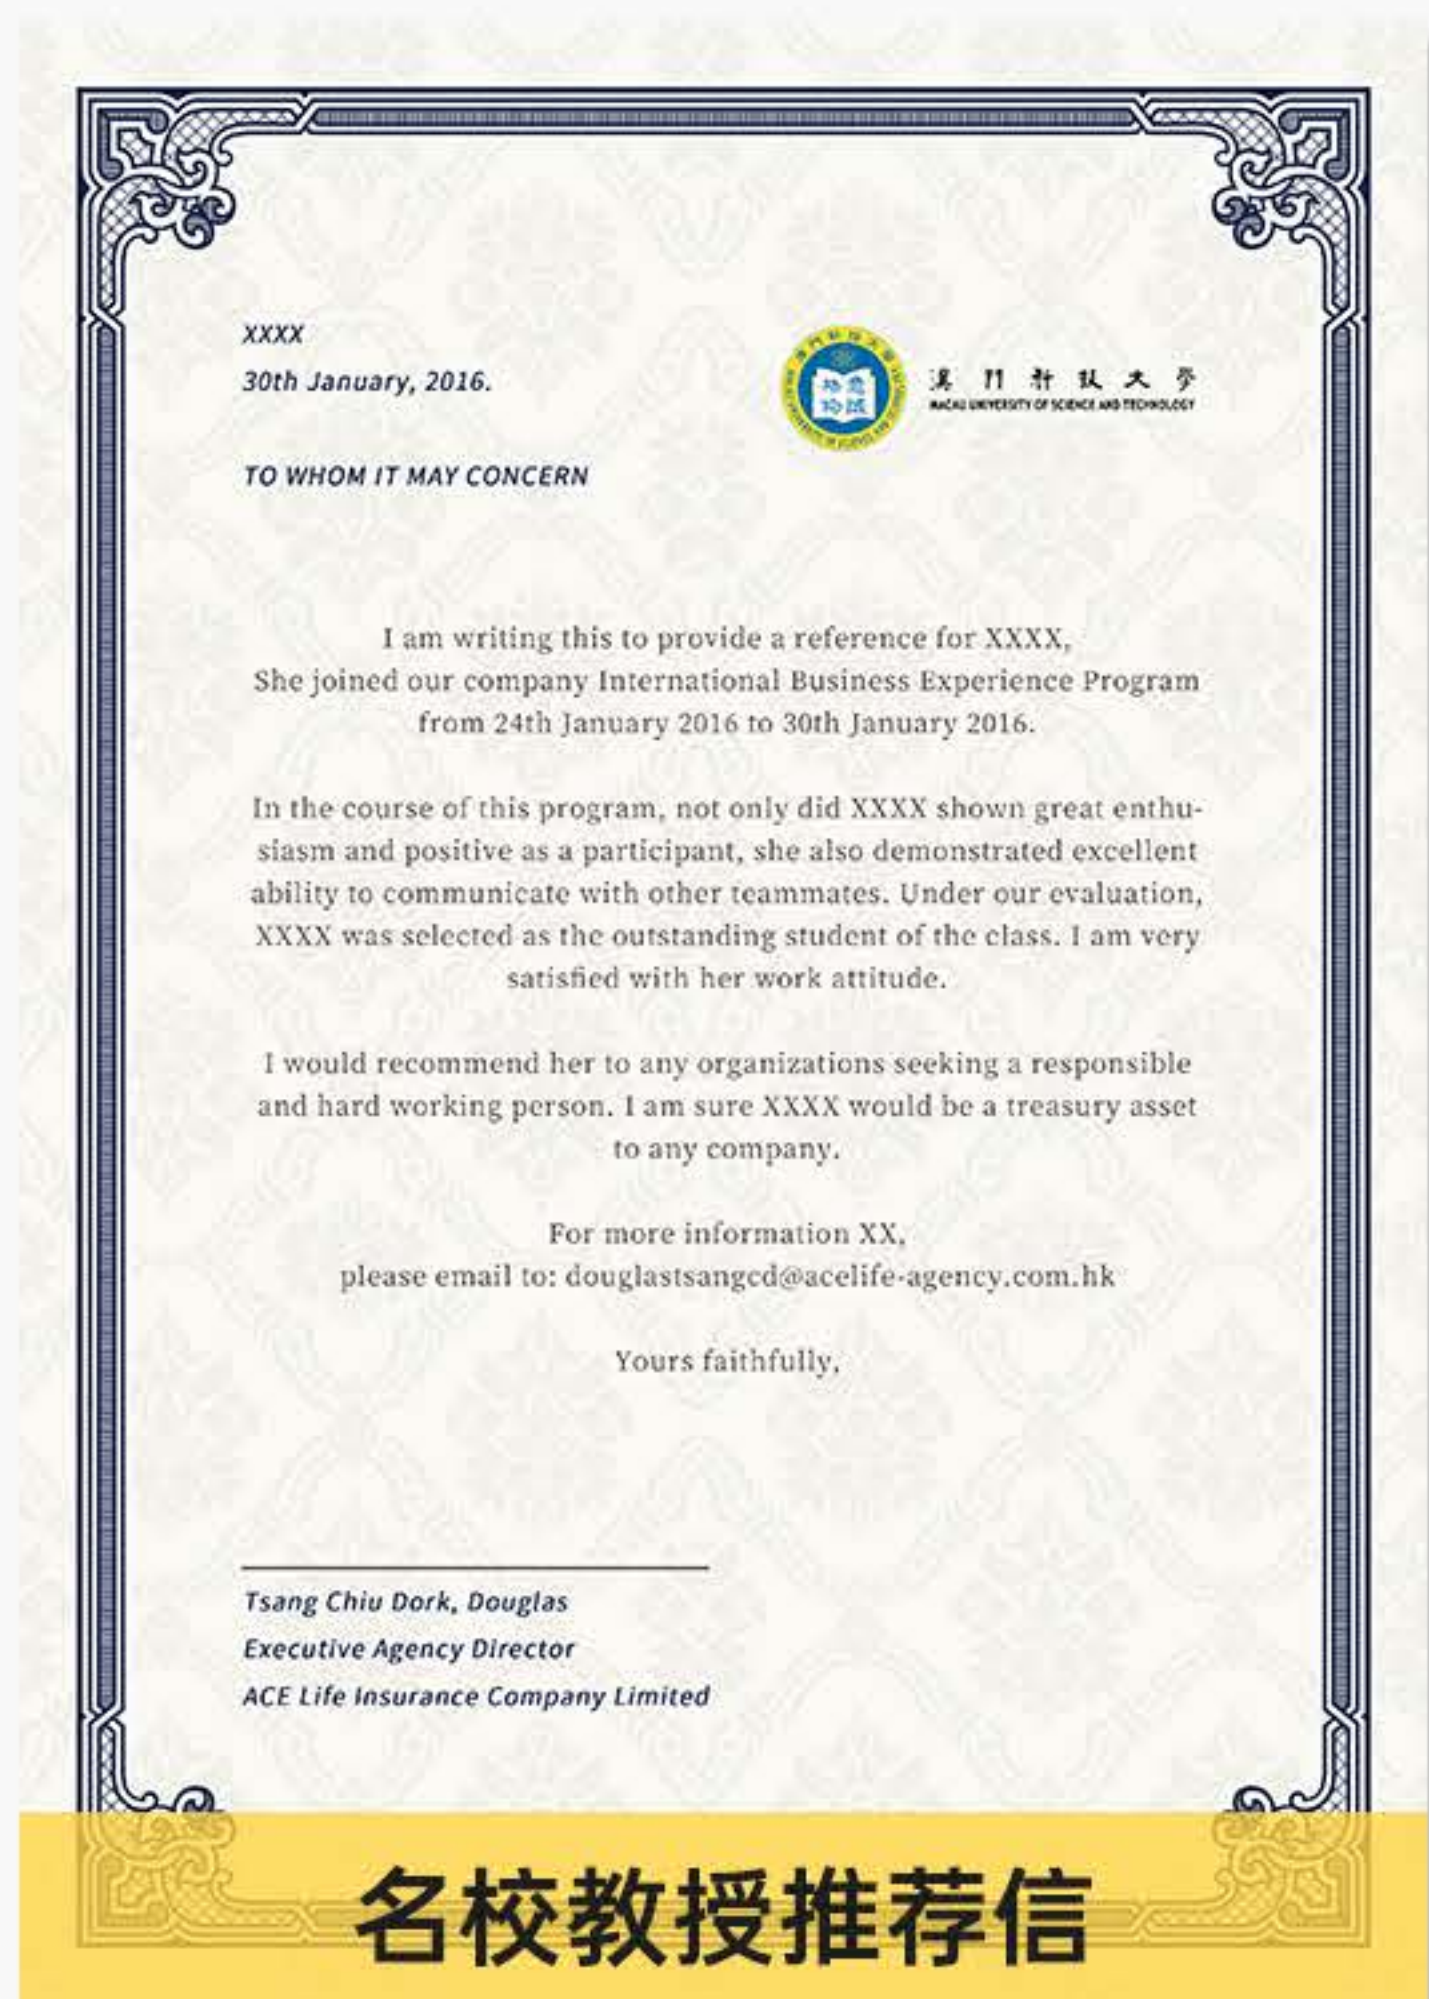 XXXX
30th January, 2016.
澳門科技大學
MACAU UNIVERSITY OF SCIENCE AND TECHNOLOGY
TO WHOM IT MAY CONCERN
I am writing this to provide a reference for XXXX,
She joined our company International Business Experience Program
from 24th January 2016 to 30th January 2016.
In the course of this program, not only did XXXX shown great enthu-
siasm and positive as a participant, she also demonstrated excellent
ability to communicate with other teammates. Under our evaluation,
XXXX was selected as the outstanding student of the class. I am very
satisfied with her work attitude.
I would recommend her to any organizations seeking a responsible
and hard working person. I am sure XXXX would be a treasury asset
to any company.
For more information XX,
please email to: douglastsangcd@acelife-agency.com.hk
Yours faithfully,
Tsang Chiu Dork, Douglas
Executive Agency Director
ACE Life Insurance Company Limited
名校教授推荐信